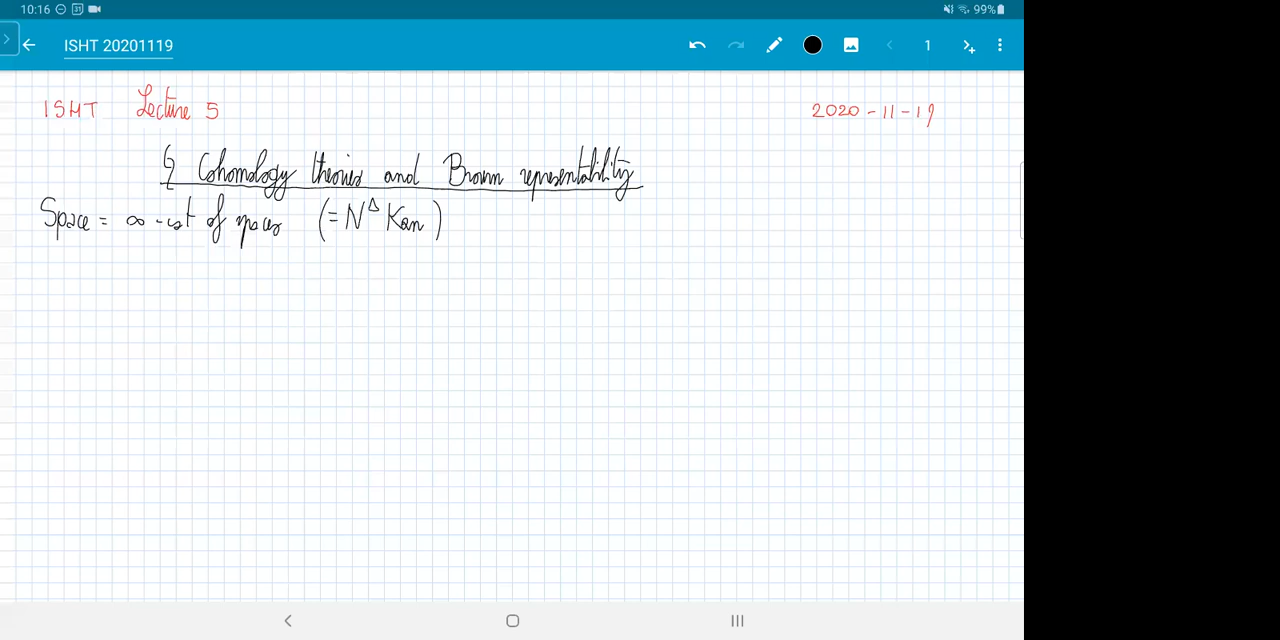 10:16 31 99%
ISHT 20201119 1
ISHT Lecture 5 2020-11-19
§ Cohomology theories and Brown representability
Space = ∞-cat of spaces (= N^Δ Kan)